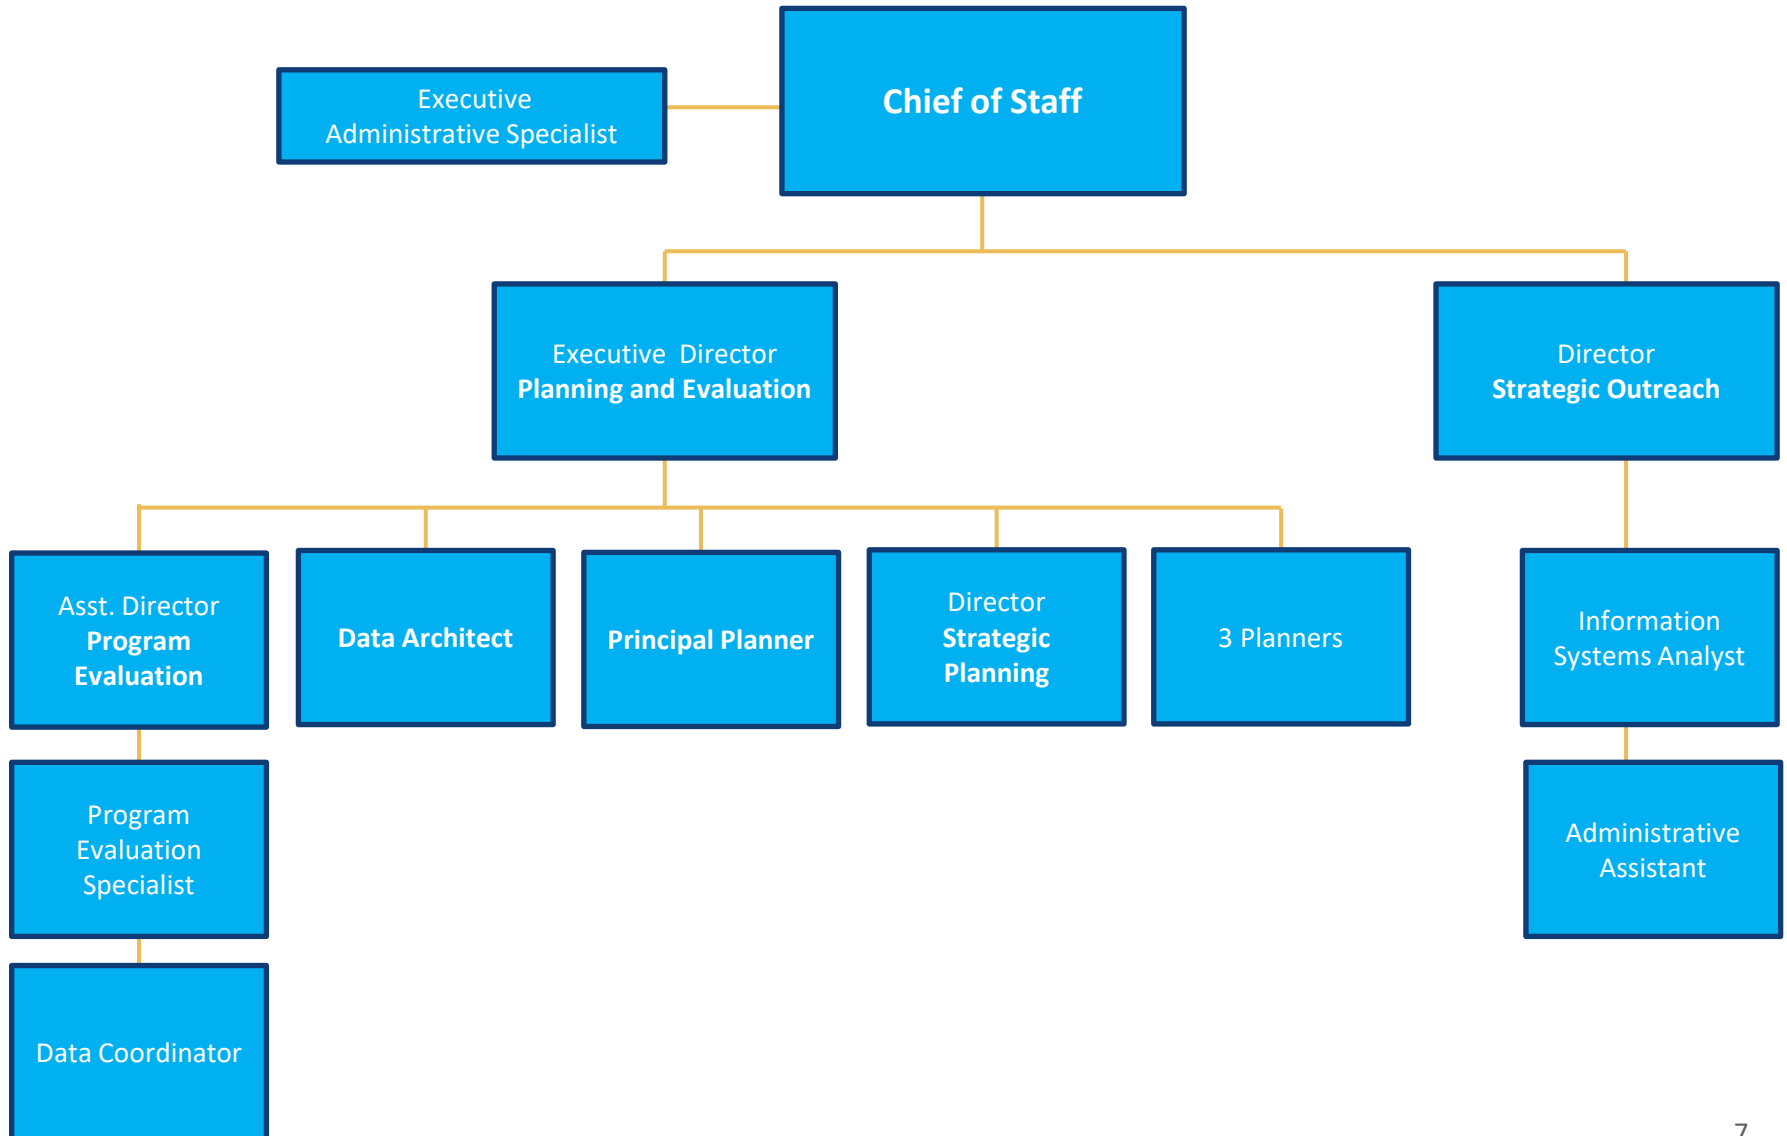 Chief of Staff
Executive
Administrative Specialist
Executive Director
Planning and Evaluation
Director
Strategic Outreach
Asst. Director
Program
Evaluation
Data Architect
Principal Planner
Director
Strategic
Planning
3 Planners
Information
Systems Analyst
Program
Evaluation
Specialist
Administrative
Assistant
Data Coordinator
7